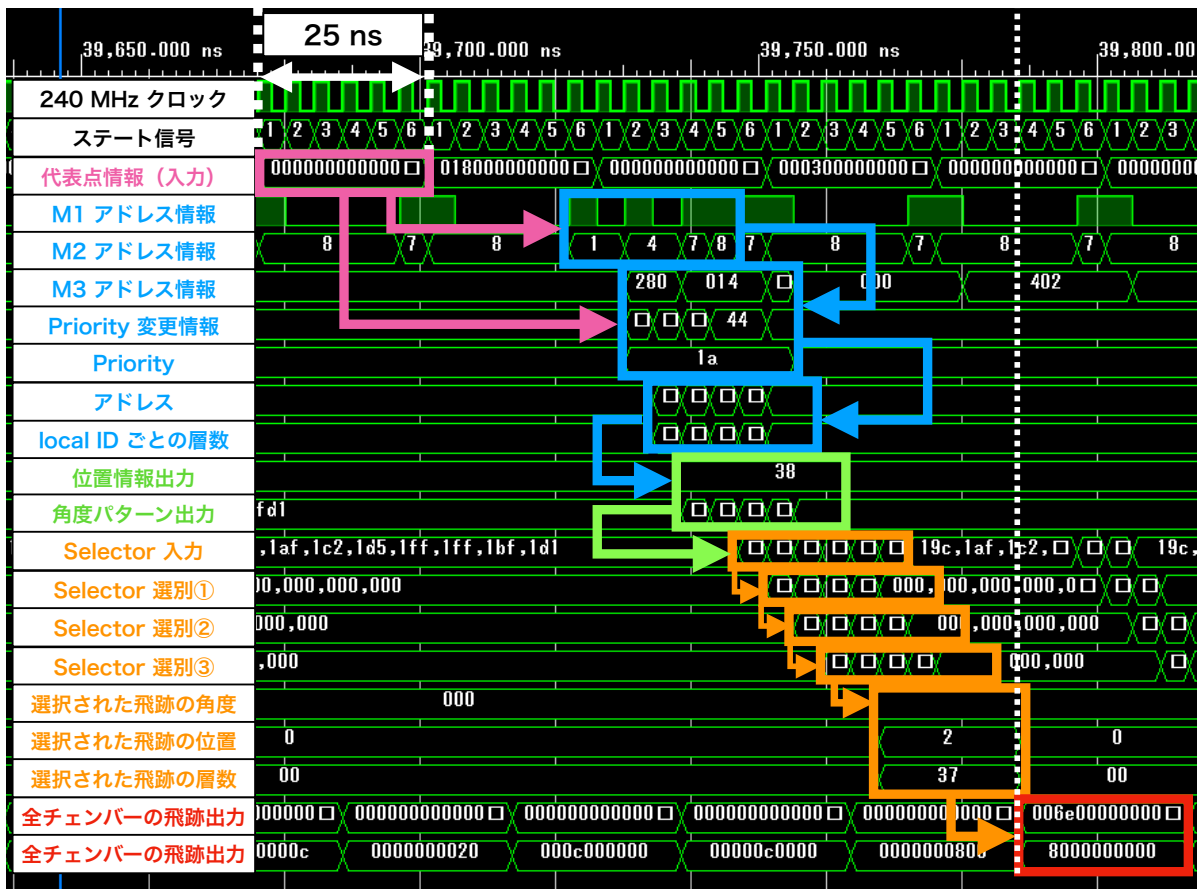 25 ns
39,650.000 ns
39,700.000 ns
39,750.000 ns
39,800.00
240 MHz クロック
ステート信号
1 2 3 4 5 6 1 2 3 4 5 6 1 2 3 4 5 6 1 2 3 4 5 6 1 2 3 4 5 6 1 2 3
代表点情報（入力）
000000000000 018000000000 000000000000 000300000000 000000000000 00000000
M1 アドレス情報
M2 アドレス情報
8 7 8 1 4 7 8 7 8 7 8 7 8
M3 アドレス情報
280 014 000 402
Priority 変更情報
44
Priority
1a
アドレス
local ID ごとの層数
位置情報出力
38
角度パターン出力
fd1
Selector 入力
,1af,1c2,1d5,1ff,1ff,1bf,1d1 19c,1af,1c2, 19c,
Selector 選別①
00,000,000,000 000,000,000,000,0
Selector 選別②
000,000 000,000,000,000
Selector 選別③
,000 000,000
選択された飛跡の角度
000
選択された飛跡の位置
0 2 0
選択された飛跡の層数
00 37 00
全チェンバーの飛跡出力
000000 000000000000 000000000000 000000000000 000000000000 006e00000000
全チェンバーの飛跡出力
0000c 0000000020 000c000000 00000c0000 0000000800 8000000000